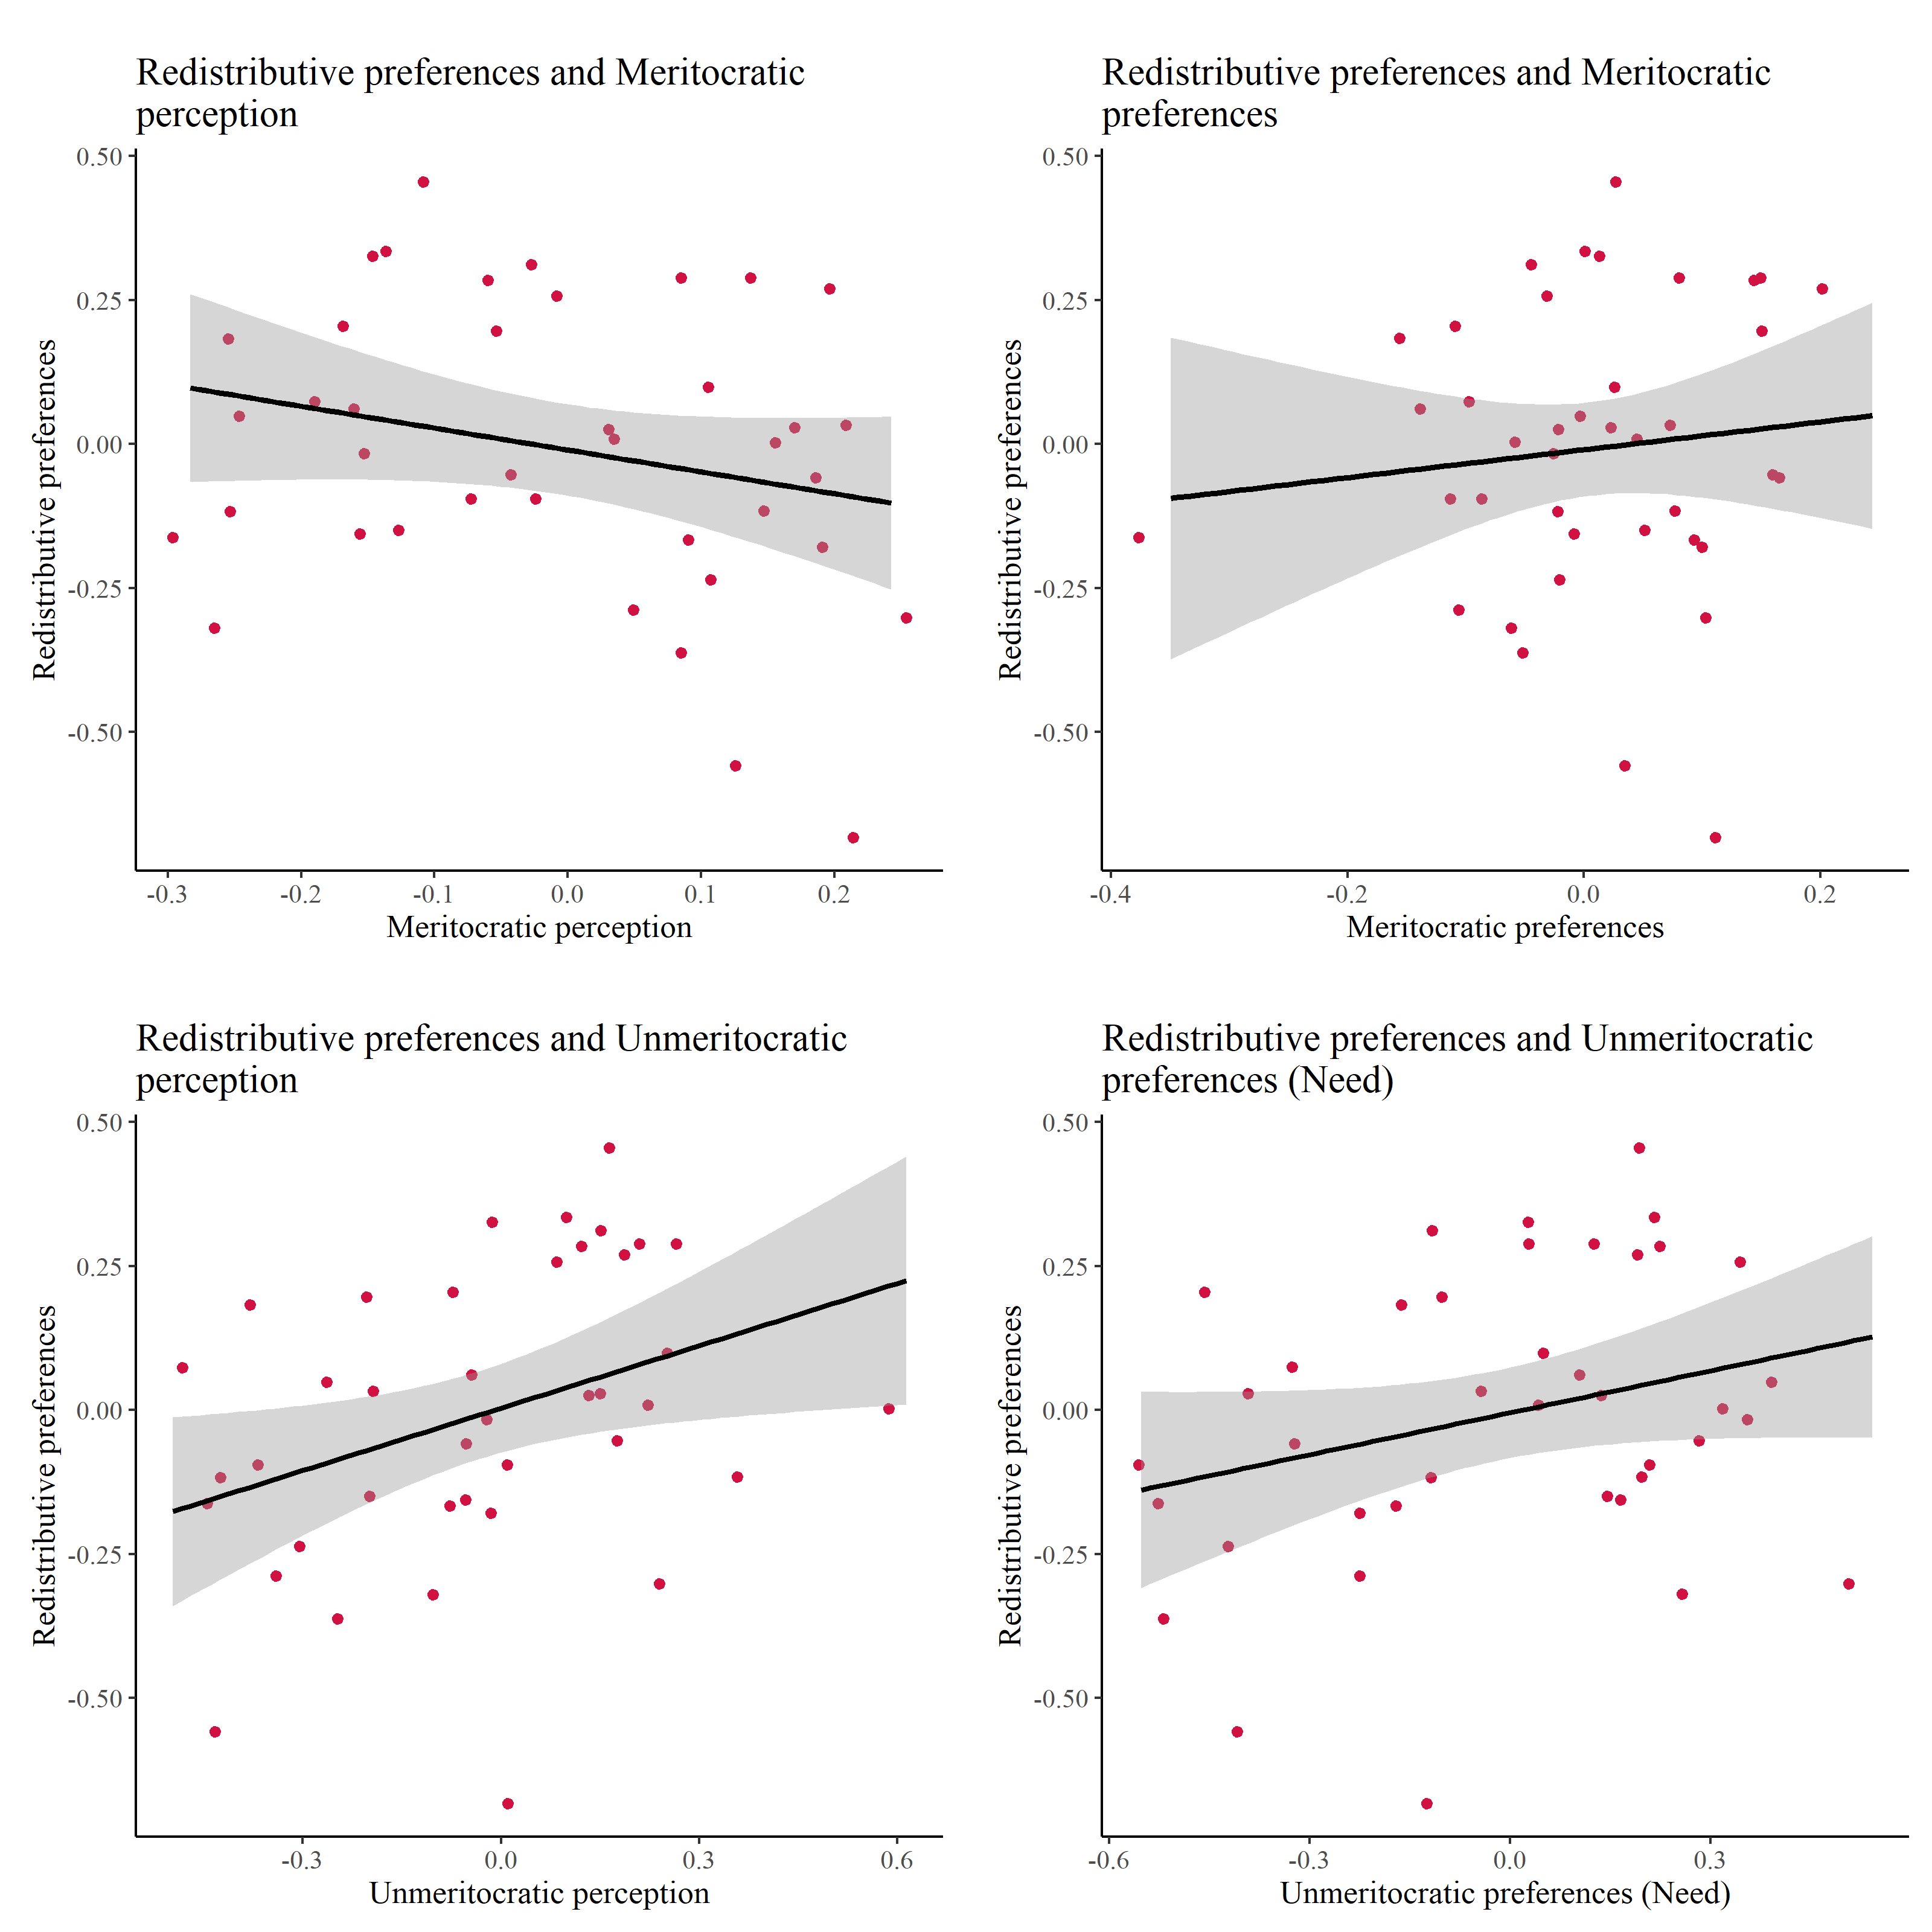 Redistributive preferences and Meritocratic
perception
0.50
0.25
0.00
-0.25
-0.50
Redistributive preferences
-0.3 -0.2 -0.1 0.0 0.1 0.2
Meritocratic perception
Redistributive preferences and Meritocratic
preferences
0.50
0.25
0.00
-0.25
-0.50
Redistributive preferences
-0.4 -0.2 0.0 0.2
Meritocratic preferences
Redistributive preferences and Unmeritocratic
perception
0.50
0.25
0.00
-0.25
-0.50
Redistributive preferences
-0.3 0.0 0.3 0.6
Unmeritocratic perception
Redistributive preferences and Unmeritocratic
preferences (Need)
0.50
0.25
0.00
-0.25
-0.50
Redistributive preferences
-0.6 -0.3 0.0 0.3
Unmeritocratic preferences (Need)